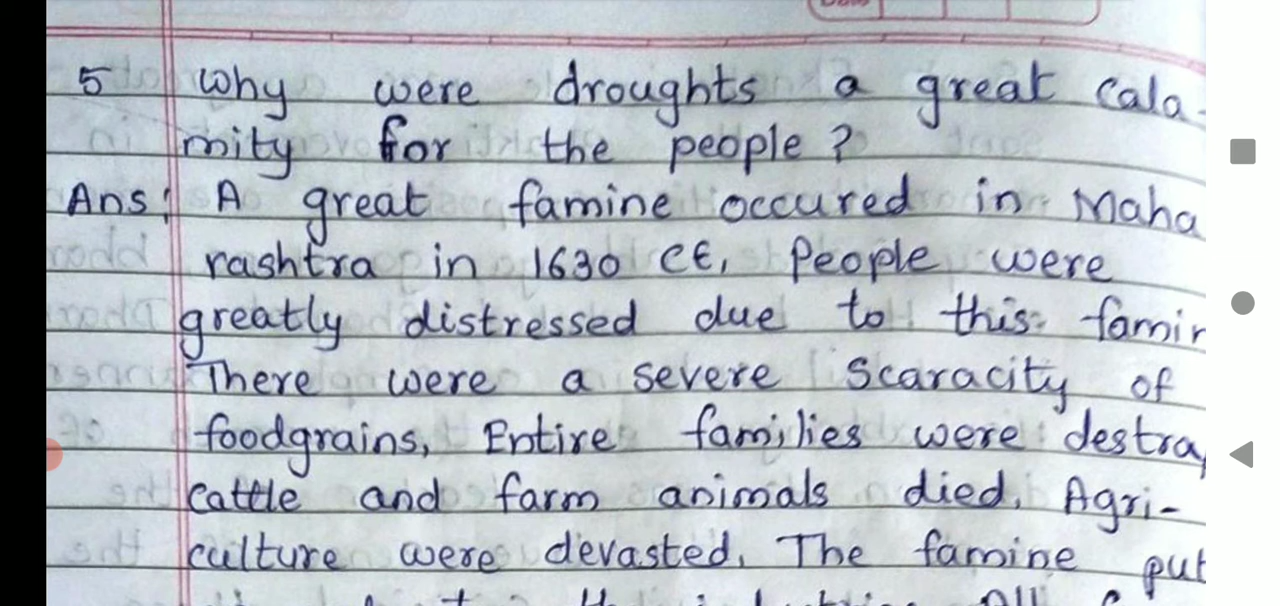 5 Why were droughts a great cala-
mity for the people ?
Ans: A great famine occured in Maha
rashtra in 1630 CE, People were
greatly distressed due to this famin
There were a severe Scaracity of
foodgrains, Entire families were destra
cattle and farm animals died, Agri-
culture were devasted, The famine put